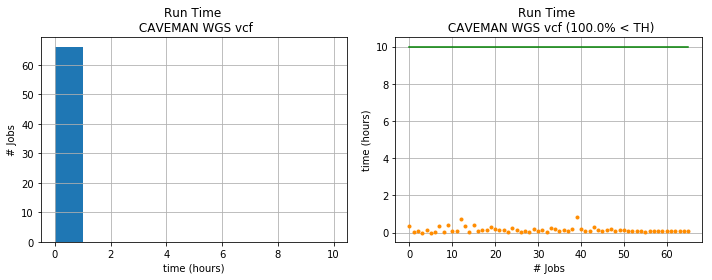 Run Time
CAVEMAN WGS vcf
# Jobs
60
50
40
30
20
10
0
0 2 4 6 8 10
time (hours)
Run Time
CAVEMAN WGS vcf (100.0% < TH)
time (hours)
10
8
6
4
2
0
0 10 20 30 40 50 60
# Jobs